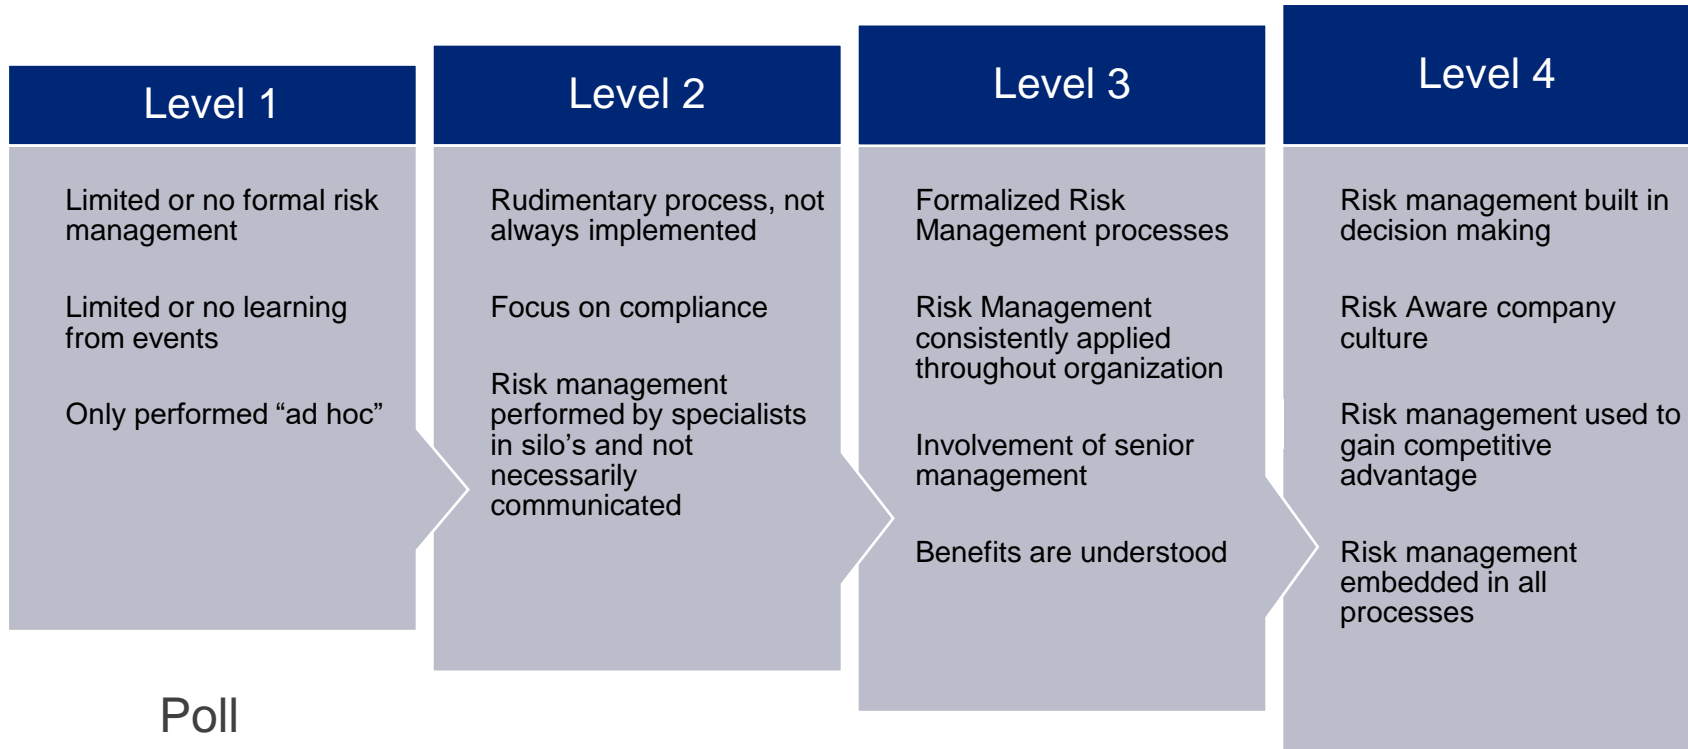 Level 1
Limited or no formal risk
management
Limited or no learning
from events
Only performed “ad hoc”
Level 2
Rudimentary process, not
always implemented
Focus on compliance
Risk management
performed by specialists
in silo’s and not
necessarily
communicated
Level 3
Formalized Risk
Management processes
Risk Management
consistently applied
throughout organization
Involvement of senior
management
Benefits are understood
Level 4
Risk management built in
decision making
Risk Aware company
culture
Risk management used to
gain competitive
advantage
Risk management
embedded in all
processes
Poll